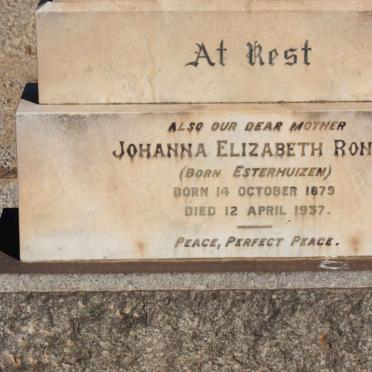 At Rest
ALSO OUR DEAR MOTHER
JOHANNA ELIZABETH RON
(BORN ESTERHUIZEN)
BORN 14 OCTOBER 1879
DIED 12 APRIL 1937.
PEACE, PERFECT PEACE.